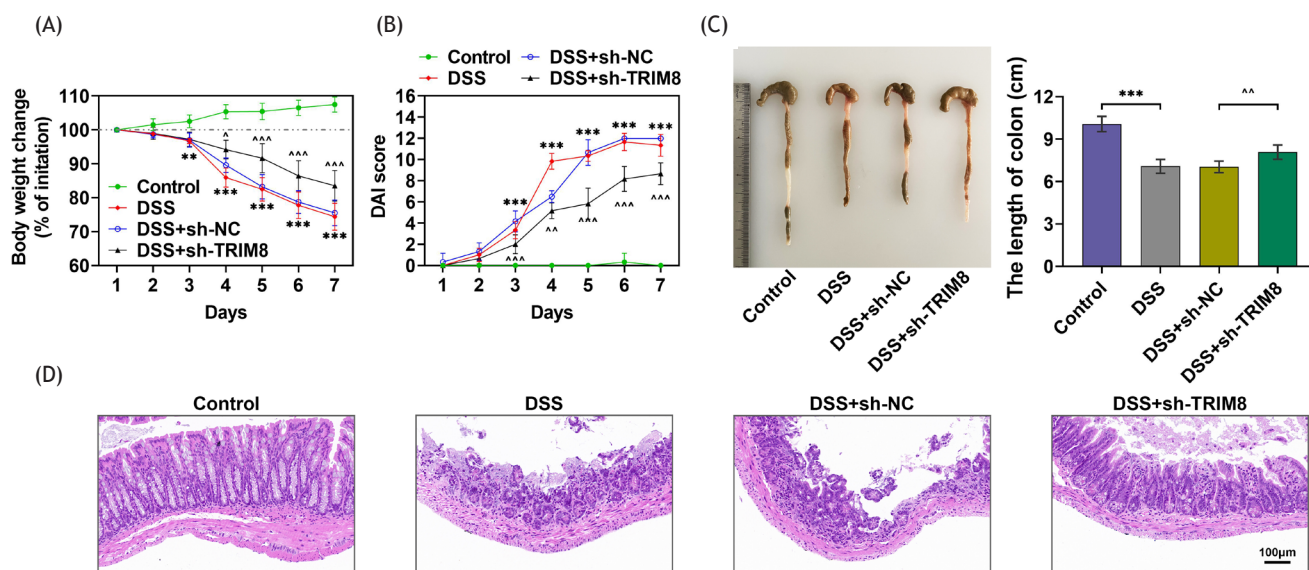 (A)
Body weight change
(% of initation)
110
100
90
80
70
60
Control
DSS
DSS+sh-NC
DSS+sh-TRIM8
**
^
***
^^^
***
^^^
***
^^^
***
1 2 3 4 5 6 7
Days
(B)
Control
DSS
DSS+sh-NC
DSS+sh-TRIM8
DAI score
16
14
12
10
8
6
4
2
0
***
^^^
***
^^
***
^^^
***
^^^
***
^^^
1 2 3 4 5 6 7
Days
(C)
Control
DSS
DSS+sh-NC
DSS+sh-TRIM8
The length of colon (cm)
12
9
6
3
0
***
^^
Control
DSS
DSS+sh-NC
DSS+sh-TRIM8
(D)
Control
DSS
DSS+sh-NC
DSS+sh-TRIM8
100μm